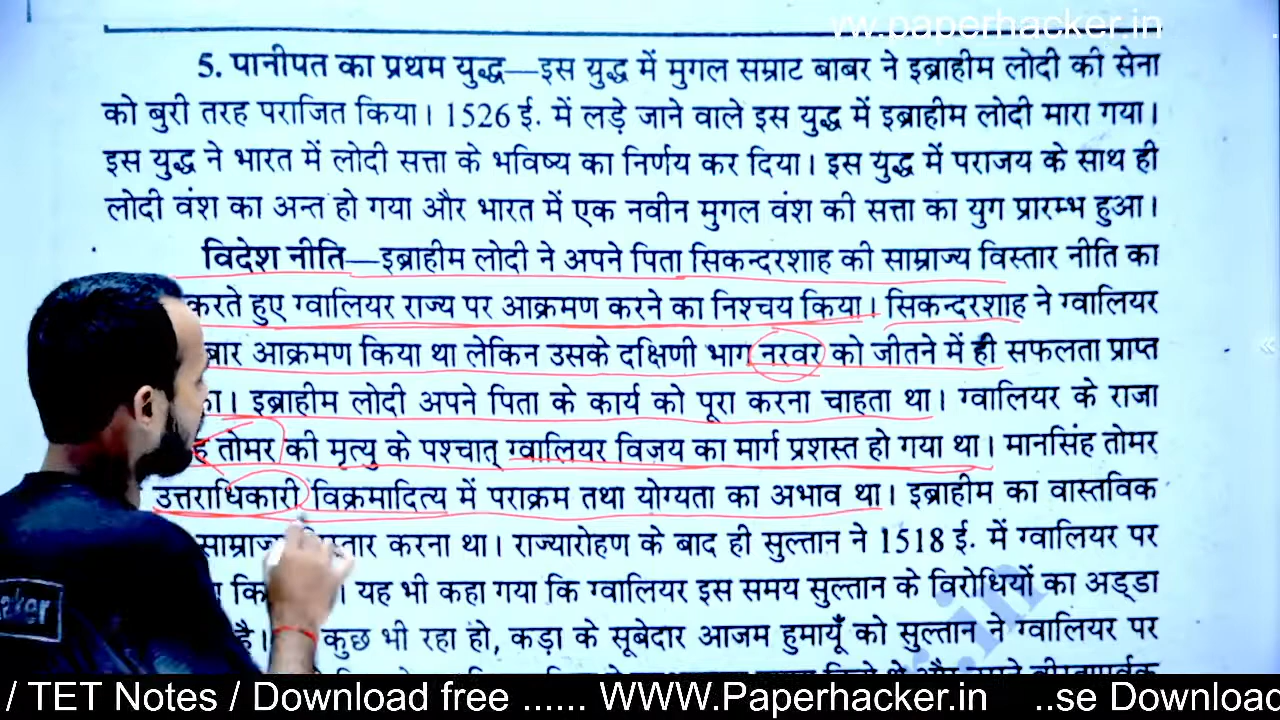 ww.paperhacker.in
5. पानीपत का प्रथम युद्ध—इस युद्ध में मुगल सम्राट बाबर ने इब्राहीम लोदी की सेना
को बुरी तरह पराजित किया। 1526 ई. में लड़े जाने वाले इस युद्ध में इब्राहीम लोदी मारा गया।
इस युद्ध ने भारत में लोदी सत्ता के भविष्य का निर्णय कर दिया। इस युद्ध में पराजय के साथ ही
लोदी वंश का अन्त हो गया और भारत में एक नवीन मुगल वंश की सत्ता का युग प्रारम्भ हुआ।
विदेश नीति—इब्राहीम लोदी ने अपने पिता सिकन्दरशाह की साम्राज्य विस्तार नीति का
करते हुए ग्वालियर राज्य पर आक्रमण करने का निश्चय किया। सिकन्दरशाह ने ग्वालियर
आक्रमण किया था लेकिन उसके दक्षिणी भाग नरवर को जीतने में ही सफलता प्राप्त
इब्राहीम लोदी अपने पिता के कार्य को पूरा करना चाहता था। ग्वालियर के राजा
तोमर की मृत्यु के पश्चात् ग्वालियर विजय का मार्ग प्रशस्त हो गया था। मानसिंह तोमर
उत्तराधिकारी विक्रमादित्य में पराक्रम तथा योग्यता का अभाव था। इब्राहीम का वास्तविक
करना था। राज्यारोहण के बाद ही सुल्तान ने 1518 ई. में ग्वालियर पर
यह भी कहा गया कि ग्वालियर इस समय सुल्तान के विरोधियों का अड्डा
है। कुछ भी रहा हो, कड़ा के सूबेदार आजम हुमायूँ को सुल्तान ने ग्वालियर पर
/ TET Notes / Download free ...... WWW.Paperhacker.in ..se Download